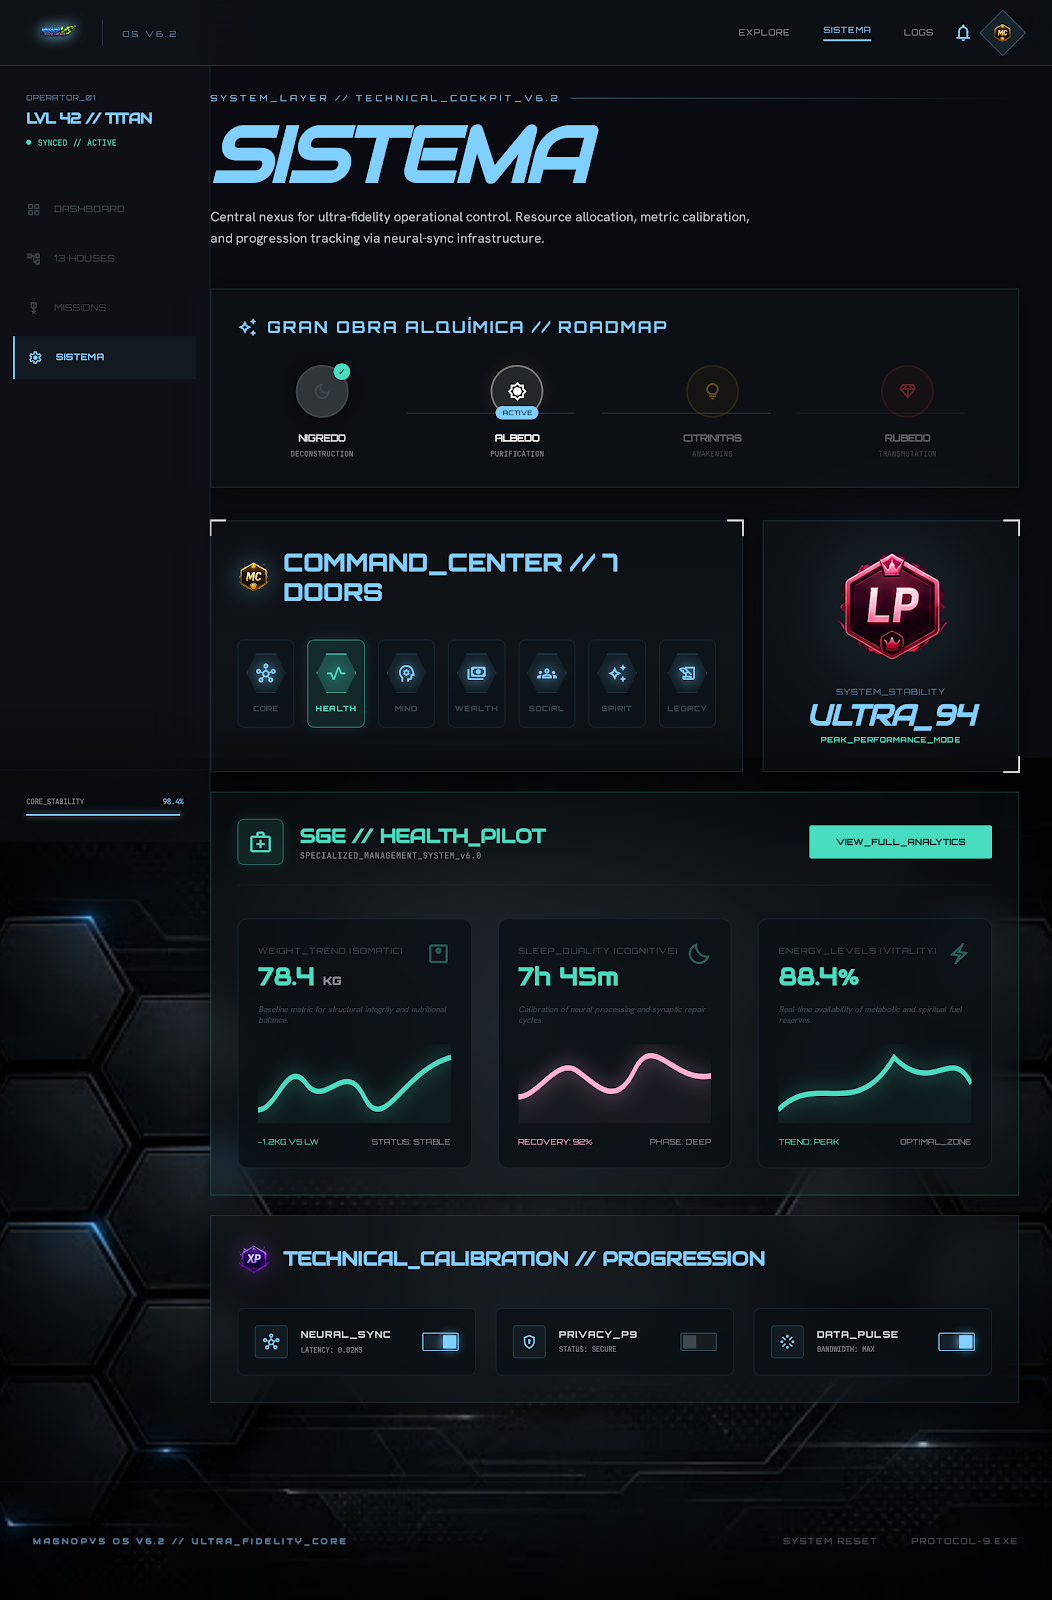 OS V6.2
EXPLORE
SISTEMA
LOGS
MC
OPERATOR_01
LVL 42 // TITAN
SYNCED // ACTIVE
DASHBOARD
13 HOUSES
MISSIONS
SISTEMA
CORE_STABILITY 98.4%
SYSTEM_LAYER // TECHNICAL_COCKPIT_V6.2
SISTEMA
Central nexus for ultra-fidelity operational control. Resource allocation, metric calibration,
and progression tracking via neural-sync infrastructure.
GRAN OBRA ALQUÍMICA // ROADMAP
NIGREDO
DECONSTRUCTION
ACTIVE
ALBEDO
PURIFICATION
CITRINITAS
AWAKENING
RUBEDO
TRANSMUTATION
MC
COMMAND_CENTER // 7
DOORS
CORE
HEALTH
MIND
WEALTH
SOCIAL
SPIRIT
LEGACY
LP
SYSTEM_STABILITY
ULTRA_94
PEAK_PERFORMANCE_MODE
SGE // HEALTH_PILOT
SPECIALIZED_MANAGEMENT_SYSTEM_v6.0
VIEW_FULL_ANALYTICS
WEIGHT_TREND (SOMATIC)
78.4 KG
Baseline metric for structural integrity and nutritional
balance.
-1.2KG VS LW
STATUS: STABLE
SLEEP_QUALITY (COGNITIVE)
7h 45m
Calibration of neural processing and synaptic repair
cycles.
RECOVERY: 92%
PHASE: DEEP
ENERGY_LEVELS (VITALITY)
88.4%
Real-time availability of metabolic and spiritual fuel
reserves.
TREND: PEAK
OPTIMAL_ZONE
XP
TECHNICAL_CALIBRATION // PROGRESSION
NEURAL_SYNC
LATENCY: 0.02MS
PRIVACY_P9
STATUS: SECURE
DATA_PULSE
BANDWIDTH: MAX
MAGNOPVS OS V6.2 // ULTRA_FIDELITY_CORE
SYSTEM RESET
PROTOCOL-9.EXE